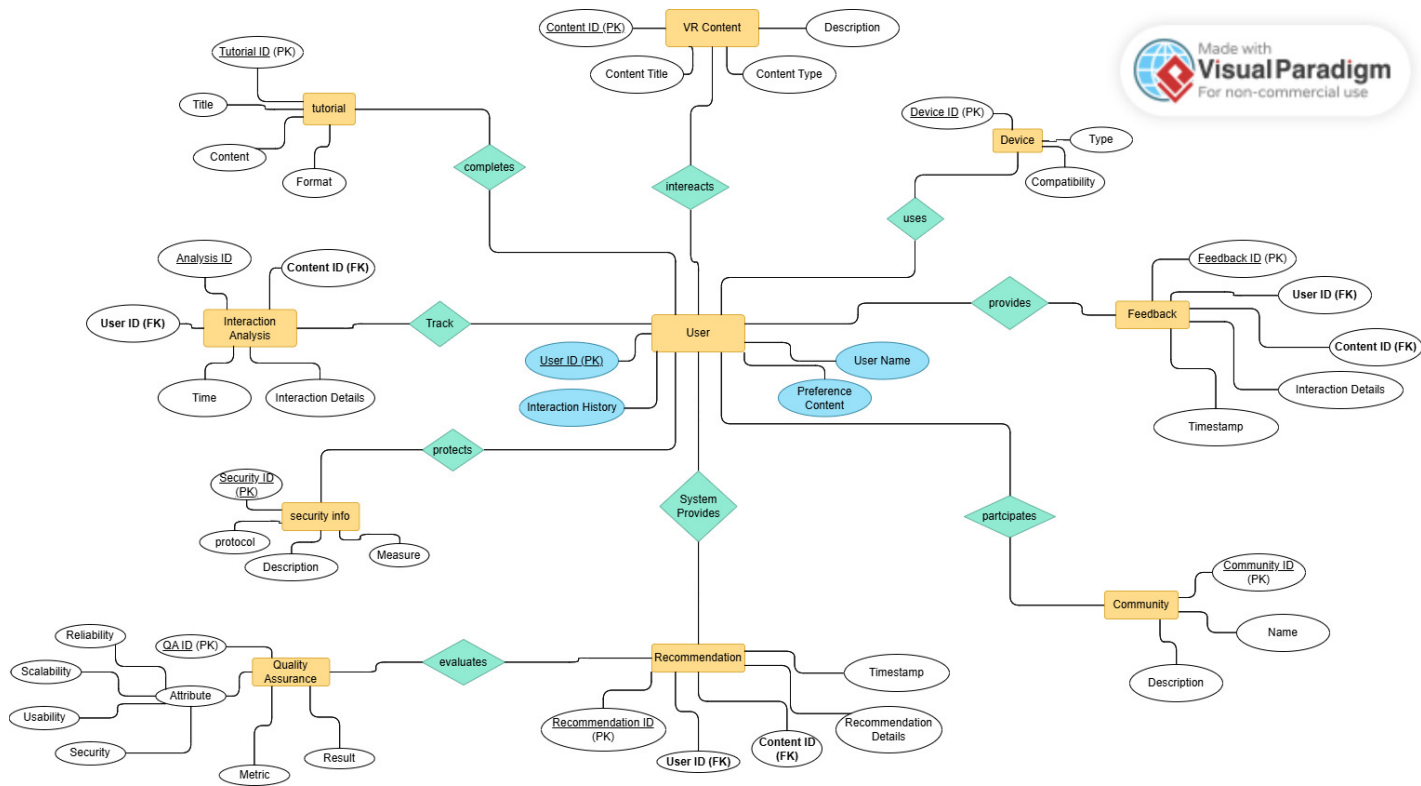 Content ID (PK)
VR Content
Description
Content Title
Content Type
Made with
VisualParadigm
For non-commercial use
Tutorial ID (PK)
Title
tutorial
Content
Format
completes
intereacts
Device ID (PK)
Device
Type
Compatibility
uses
Analysis ID
Content ID (FK)
User ID (FK)
Interaction
Analysis
Time
Interaction Details
Track
User
User ID (PK)
User Name
Interaction History
Preference
Content
provides
Feedback ID (PK)
Feedback
User ID (FK)
Content ID (FK)
Interaction Details
Timestamp
protects
Security ID
(PK)
security info
protocol
Description
Measure
System
Provides
partcipates
Community ID
(PK)
Community
Name
Description
Reliability
Scalability
Usability
Security
Attribute
QA ID (PK)
Quality
Assurance
Metric
Result
evaluates
Recommendation
Timestamp
Recommendation ID
(PK)
User ID (FK)
Content ID
(FK)
Recommendation
Details